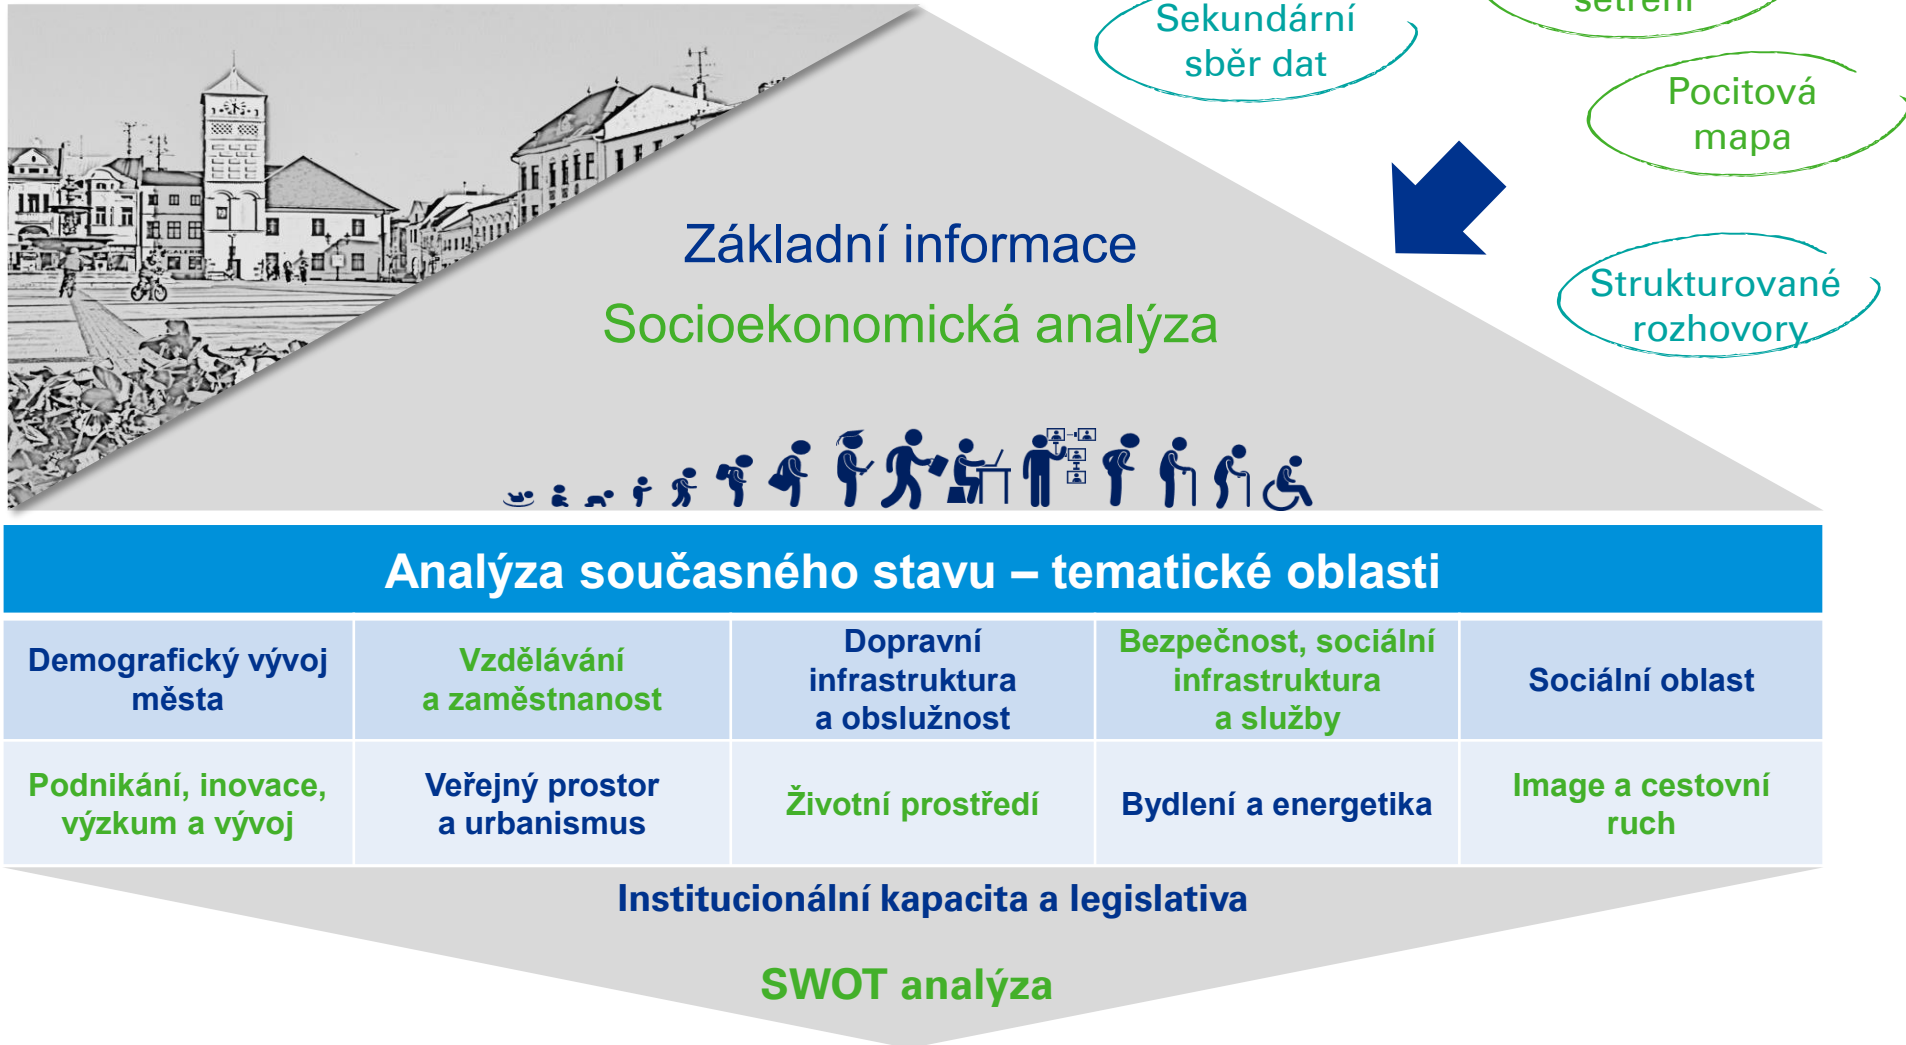 Sekundární
sběr dat
šetření
Pocitová
mapa
Strukturované
rozhovory
Základní informace
Socioekonomická analýza
Analýza současného stavu – tematické oblasti
Demografický vývoj
města
Vzdělávání
a zaměstnanost
Dopravní
infrastruktura
a obslužnost
Bezpečnost, sociální
infrastruktura
a služby
Sociální oblast
Podnikání, inovace,
výzkum a vývoj
Veřejný prostor
a urbanismus
Životní prostředí
Bydlení a energetika
Image a cestovní
ruch
Institucionální kapacita a legislativa
SWOT analýza